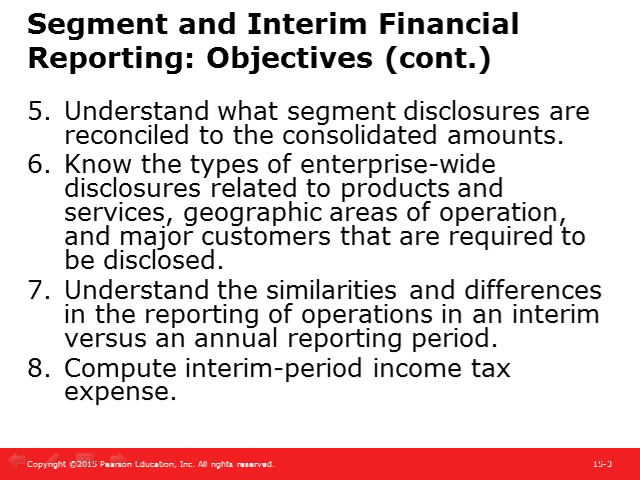 Segment and Interim Financial
Reporting: Objectives (cont.)
5. Understand what segment disclosures are
reconciled to the consolidated amounts.
6. Know the types of enterprise-wide
disclosures related to products and
services, geographic areas of operation,
and major customers that are required to
be disclosed.
7. Understand the similarities and differences
in the reporting of operations in an interim
versus an annual reporting period.
8. Compute interim-period income tax
expense.
Copyright ©2015 Pearson Education, Inc. All rights reserved.
15-3